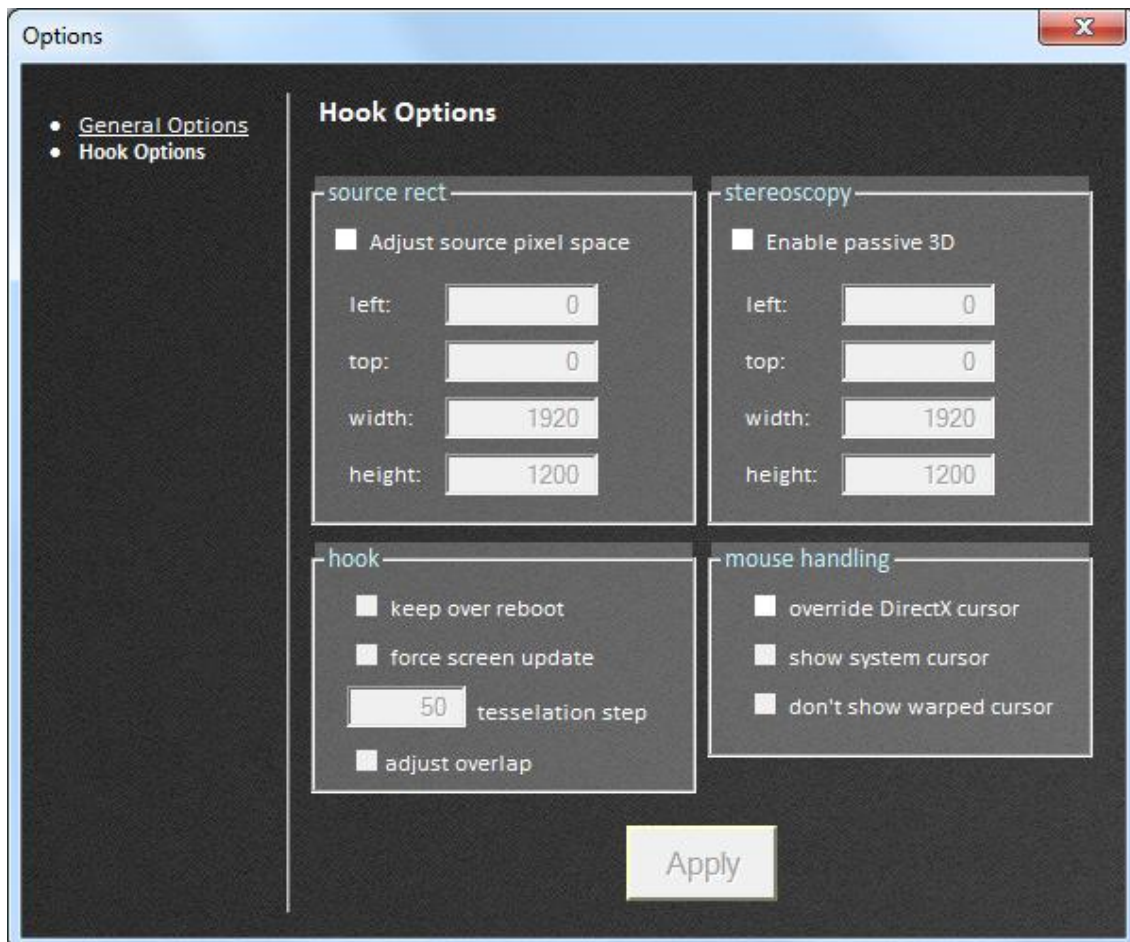 Options
General Options
Hook Options
Hook Options
source rect
Adjust source pixel space
left: 0
top: 0
width: 1920
height: 1200
stereoscopy
Enable passive 3D
left: 0
top: 0
width: 1920
height: 1200
hook
keep over reboot
force screen update
50 tesselation step
adjust overlap
mouse handling
override DirectX cursor
show system cursor
don't show warped cursor
Apply